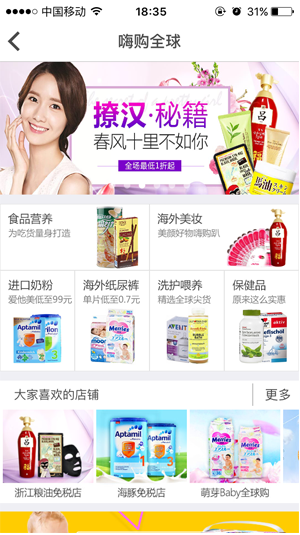 中国移动 18:35 31%
嗨购全球
撩汉·秘籍
春风十里不如你
全场最低1折起
食品营养
为吃货量身打造
海外美妆
美颜好物嗨购趴
进口奶粉
爱他美低至99元
海外纸尿裤
单片低至0.7元
洗护喂养
精选全球尖货
保健品
原来这么实惠
Aptamil
Merries
AVENT
大家喜欢的店铺 更多
吕
Aptamil
Merries
浙江粮油免税店
海豚免税店
萌芽Baby全球购